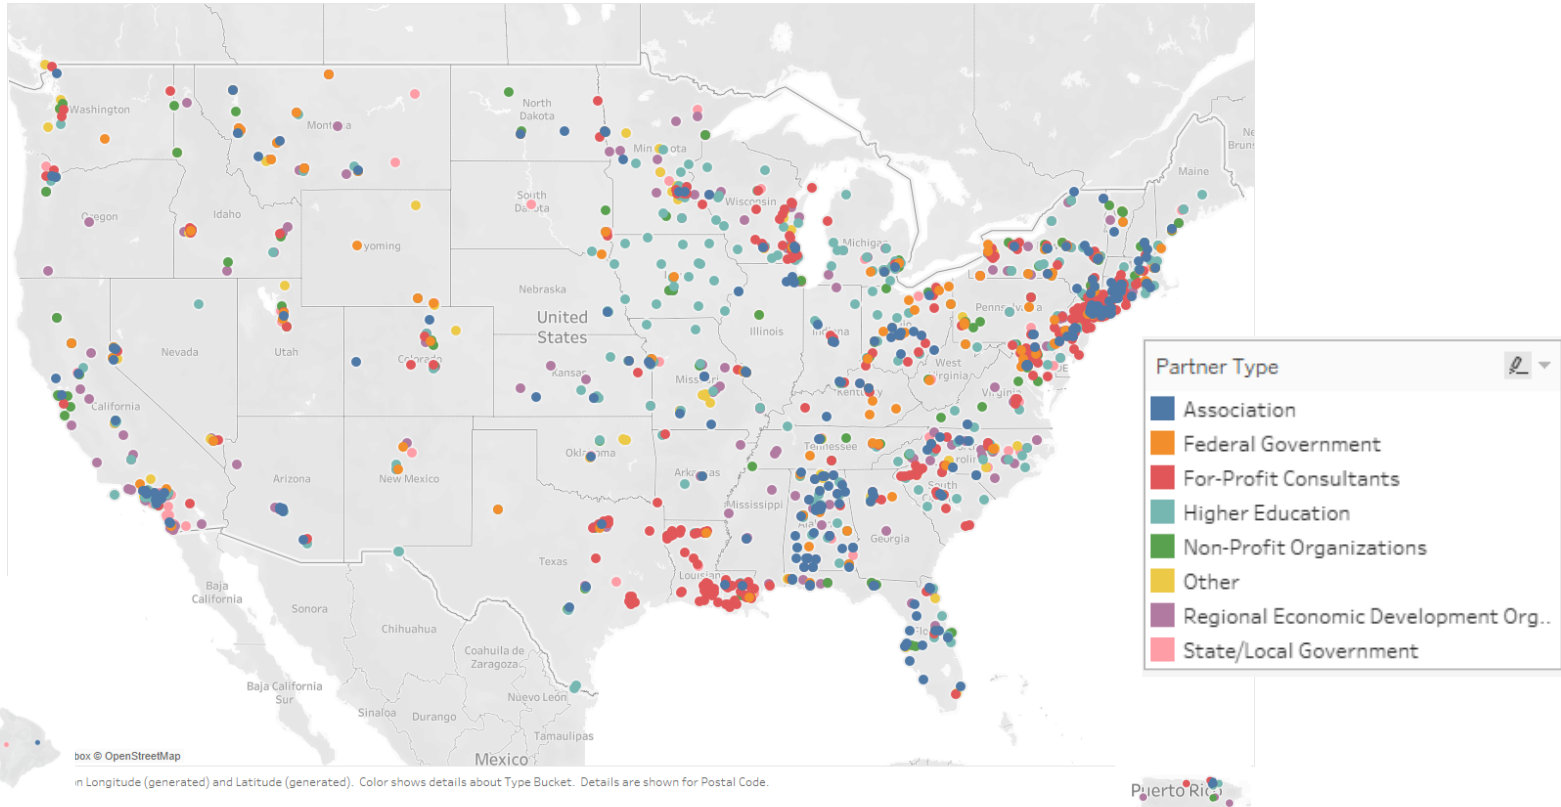 Washington
Montana
North
Dakota
Minnesota
Maine
Ne
Bruns
Oregon
Idaho
South
Dakota
Wisconsin
yoming
Michigan
Nebraska
Pennsylvania
United
States
Illinois
Indiana
Nevada
Utah
Colorado
West
Virginia
DE
Kansas
Missouri
Kentucky
Virginia
California
Tennessee
Oklahoma
Arizona
New Mexico
Arkansas
South
Mississippi
Georgia
Texas
Louisian
Baja
California
Sonora
Chihuahua
Coahuila de
Zaragoza
Baja California
Sur
Nuevo León
Sinaloa
Durango
Tamaulipas
Mexico
box © OpenStreetMap
n Longitude (generated) and Latitude (generated). Color shows details about Type Bucket. Details are shown for Postal Code.
Puerto Rico
Partner Type
Association
Federal Government
For-Profit Consultants
Higher Education
Non-Profit Organizations
Other
Regional Economic Development Org..
State/Local Government